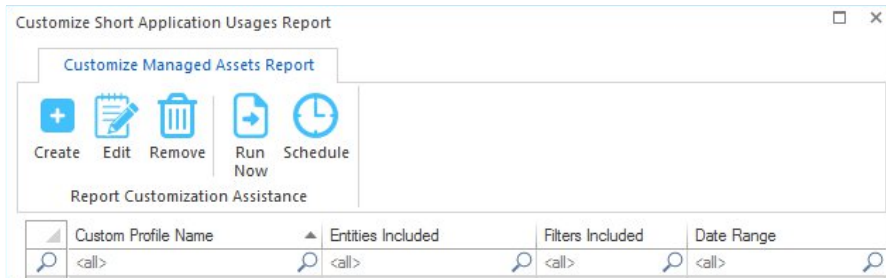 Customize Short Application Usages Report
Customize Managed Assets Report
Create Edit Remove Run Now Schedule
Report Customization Assistance
Custom Profile Name Entities Included Filters Included Date Range
<all> <all> <all> <all>